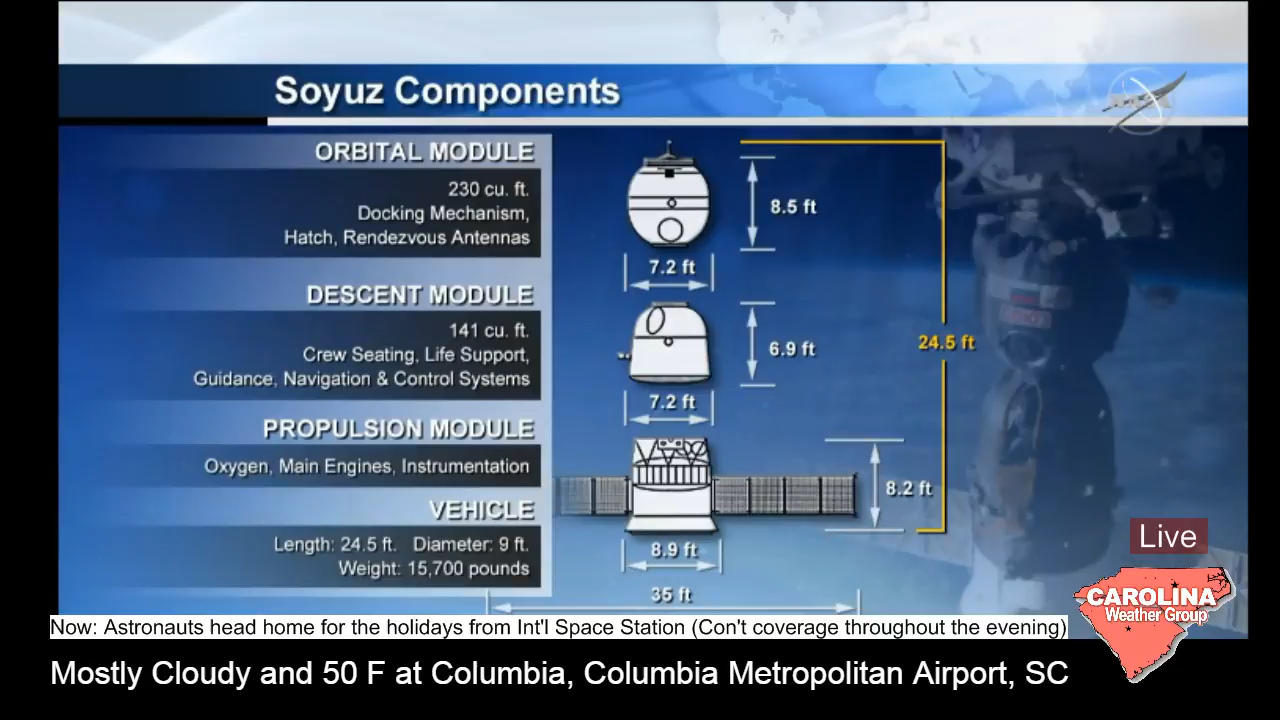 Soyuz Components
NASA
ORBITAL MODULE
230 cu. ft.
Docking Mechanism,
Hatch, Rendezvous Antennas
8.5 ft
7.2 ft
DESCENT MODULE
141 cu. ft.
Crew Seating, Life Support,
Guidance, Navigation & Control Systems
6.9 ft
7.2 ft
24.5 ft
PROPULSION MODULE
Oxygen, Main Engines, Instrumentation
8.2 ft
VEHICLE
Length: 24.5 ft. Diameter: 9 ft.
Weight: 15,700 pounds
8.9 ft
35 ft
Live
CAROLINA
Weather Group
Now: Astronauts head home for the holidays from Int'l Space Station (Con't coverage throughout the evening)
Mostly Cloudy and 50 F at Columbia, Columbia Metropolitan Airport, SC